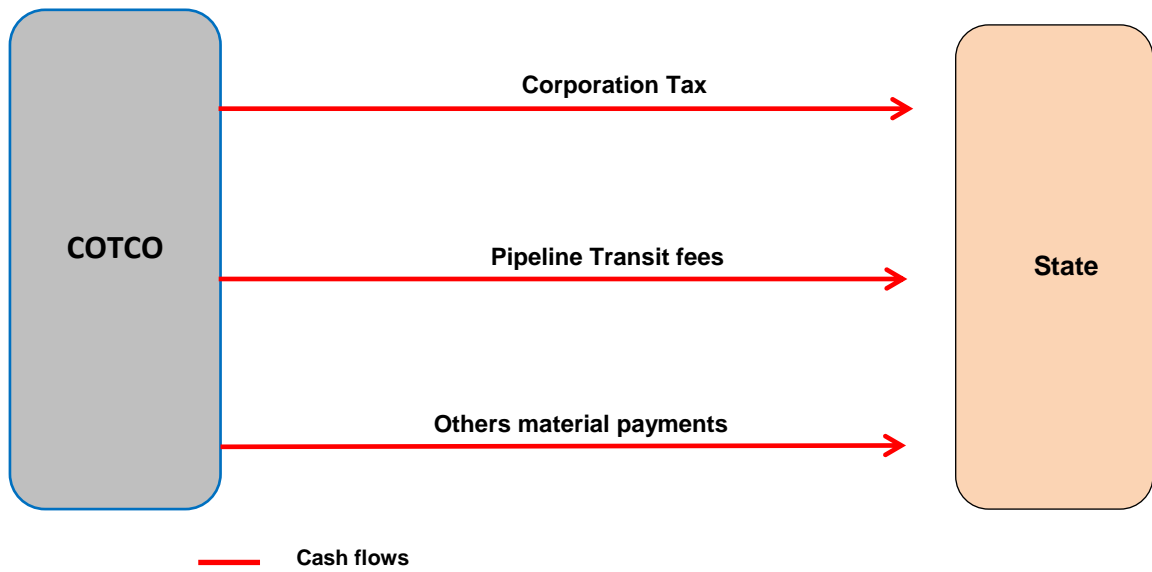 Corporation Tax
COTCO
Pipeline Transit fees
State
Others material payments
Cash flows